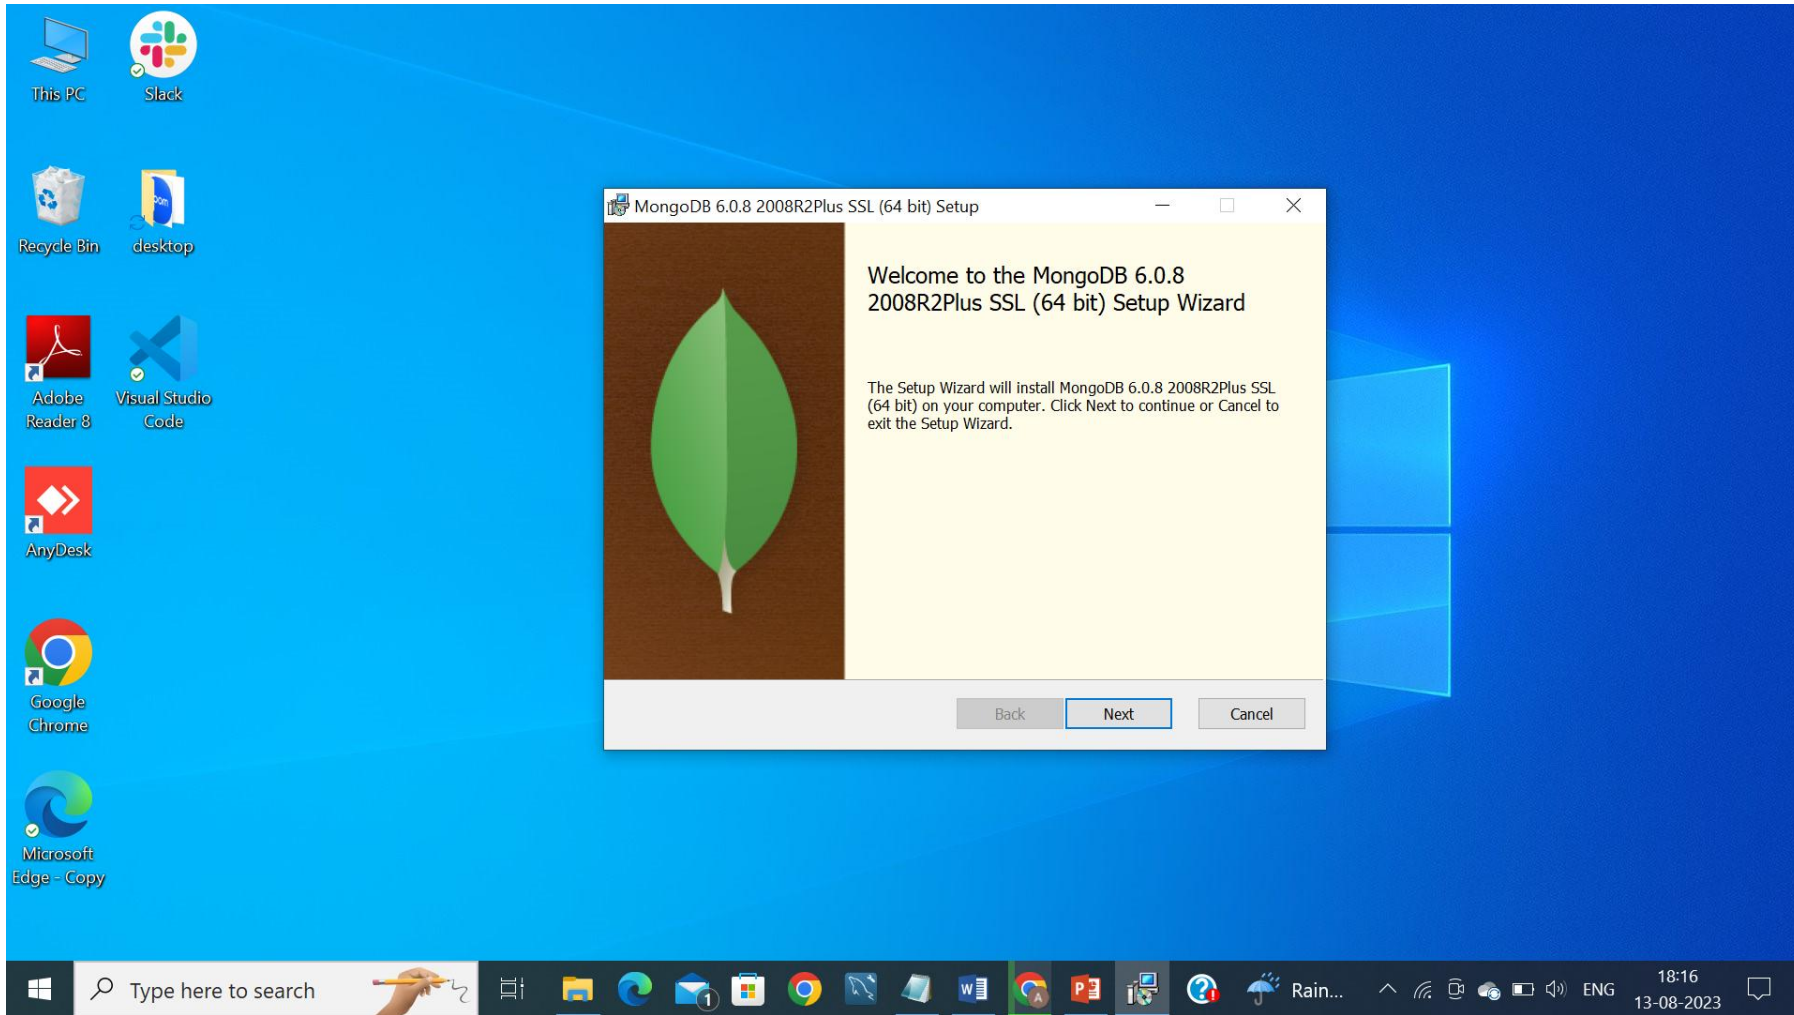 This PC
Slack
Recycle Bin
desktop
Adobe
Reader 8
Visual Studio
Code
AnyDesk
Google
Chrome
Microsoft
Edge - Copy
MongoDB 6.0.8 2008R2Plus SSL (64 bit) Setup
Welcome to the MongoDB 6.0.8
2008R2Plus SSL (64 bit) Setup Wizard
The Setup Wizard will install MongoDB 6.0.8 2008R2Plus SSL
(64 bit) on your computer. Click Next to continue or Cancel to
exit the Setup Wizard.
Back Next Cancel
Type here to search
1
W
A
P
Rain...
ENG
18:16
13-08-2023